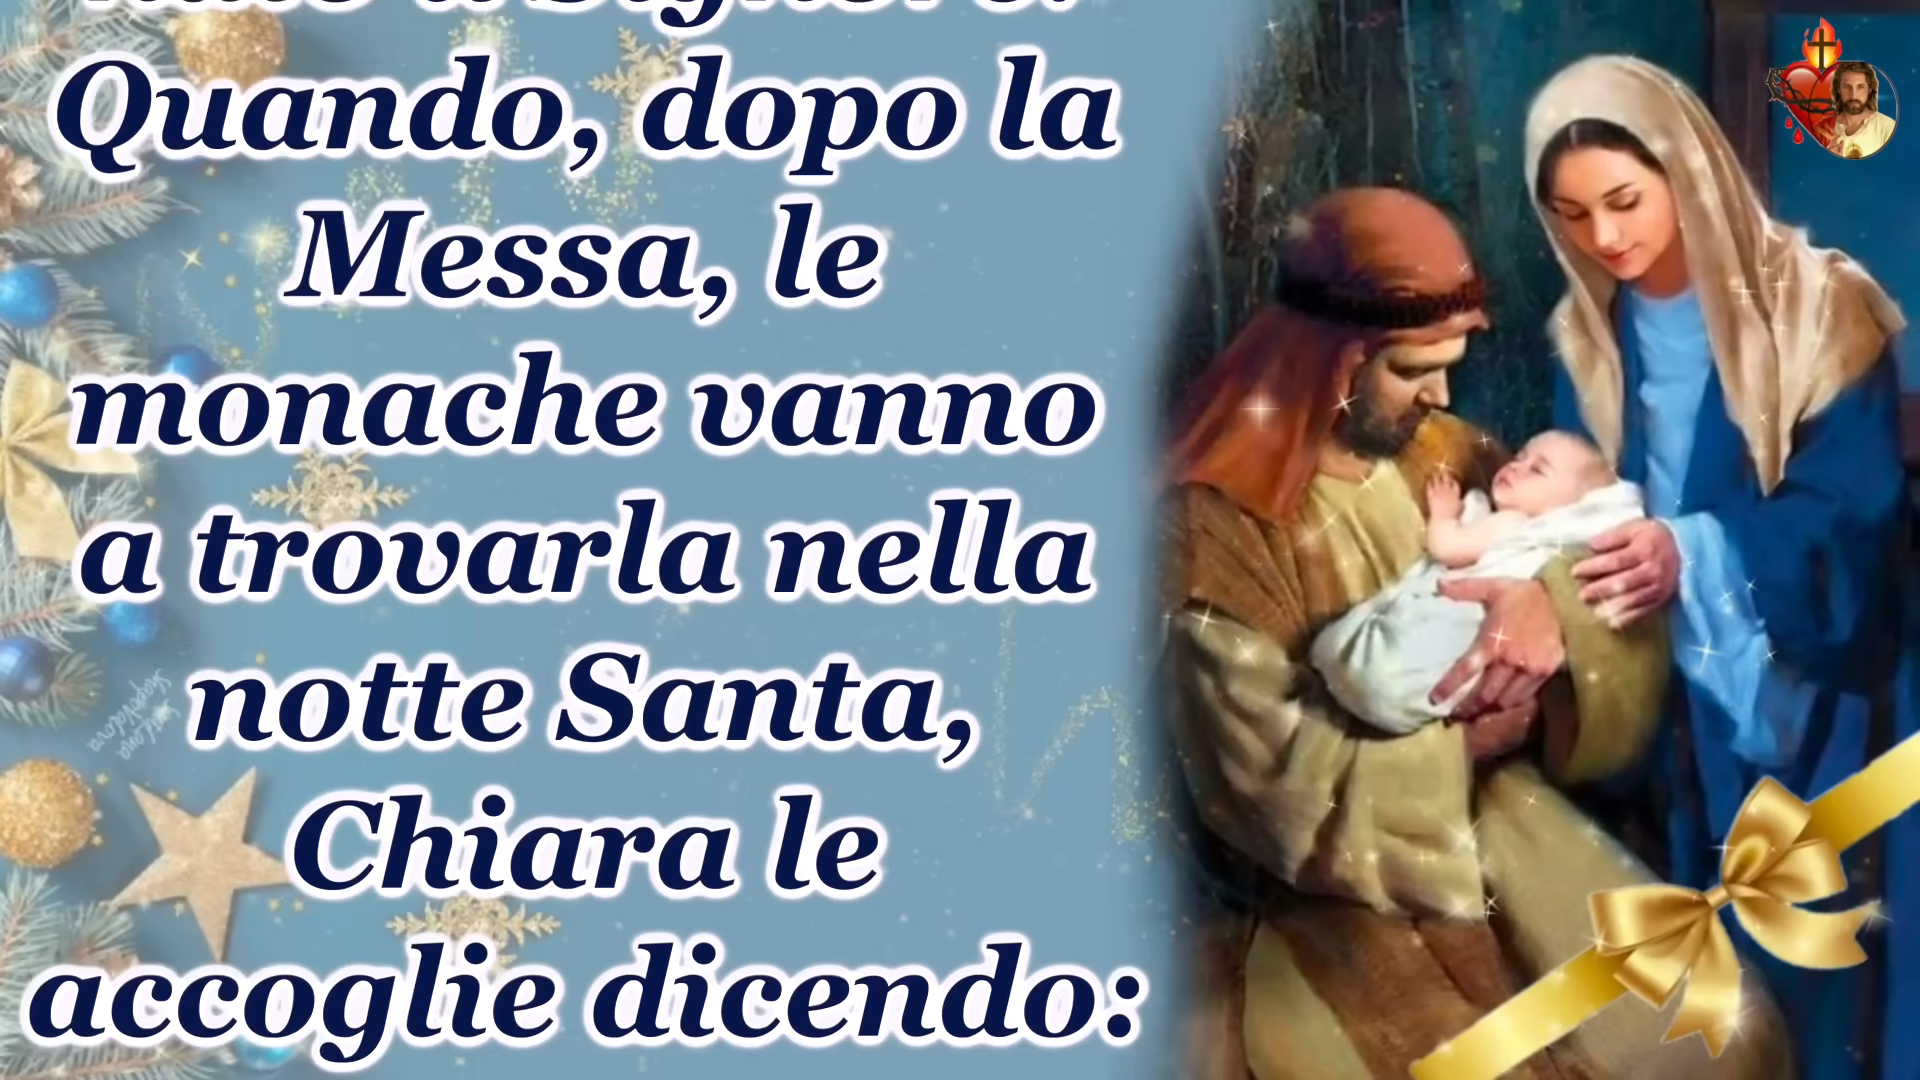 Quando, dopo la
Messa, le
monache vanno
a trovarla nella
notte Santa,
Chiara le
accoglie dicendo: